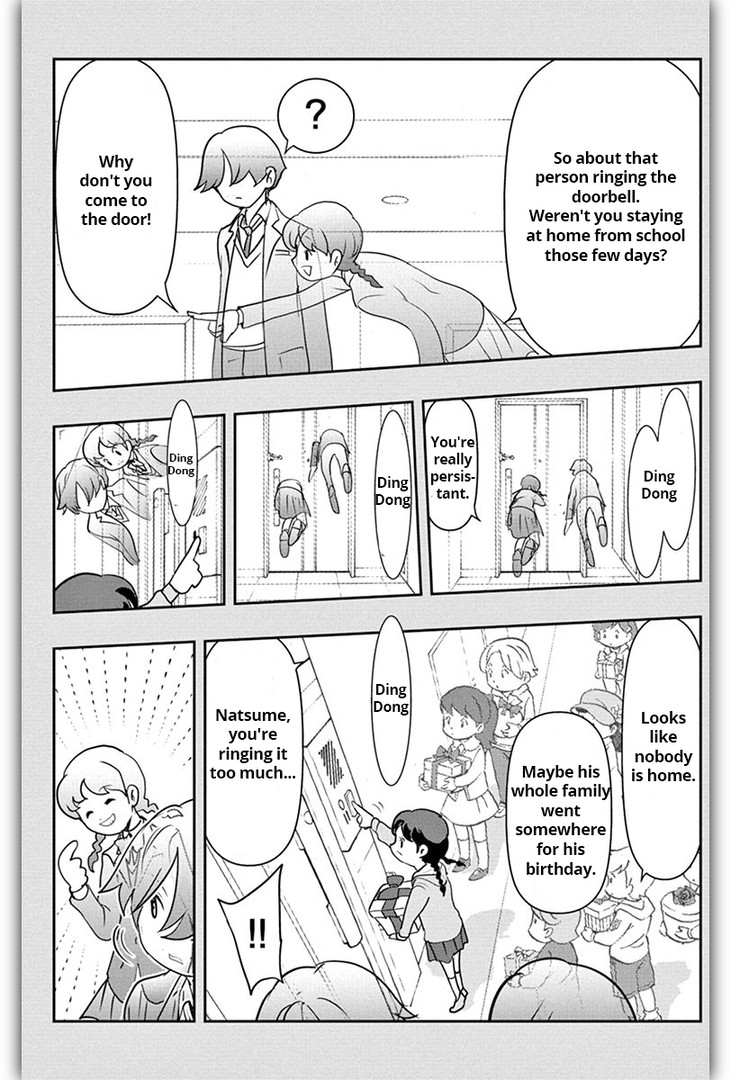 So about that
person ringing the
doorbell.
Weren't you staying
at home from school
those few days?
?
Why
don't you
come to
the door!
Ding
Dong
You're
really
persis-
tant.
Ding
Dong
Ding
Dong
Looks
like
nobody
is home.
Maybe his
whole family
went
somewhere
for his
birthday.
Ding
Dong
Natsume,
you're
ringing it
too much...
!!